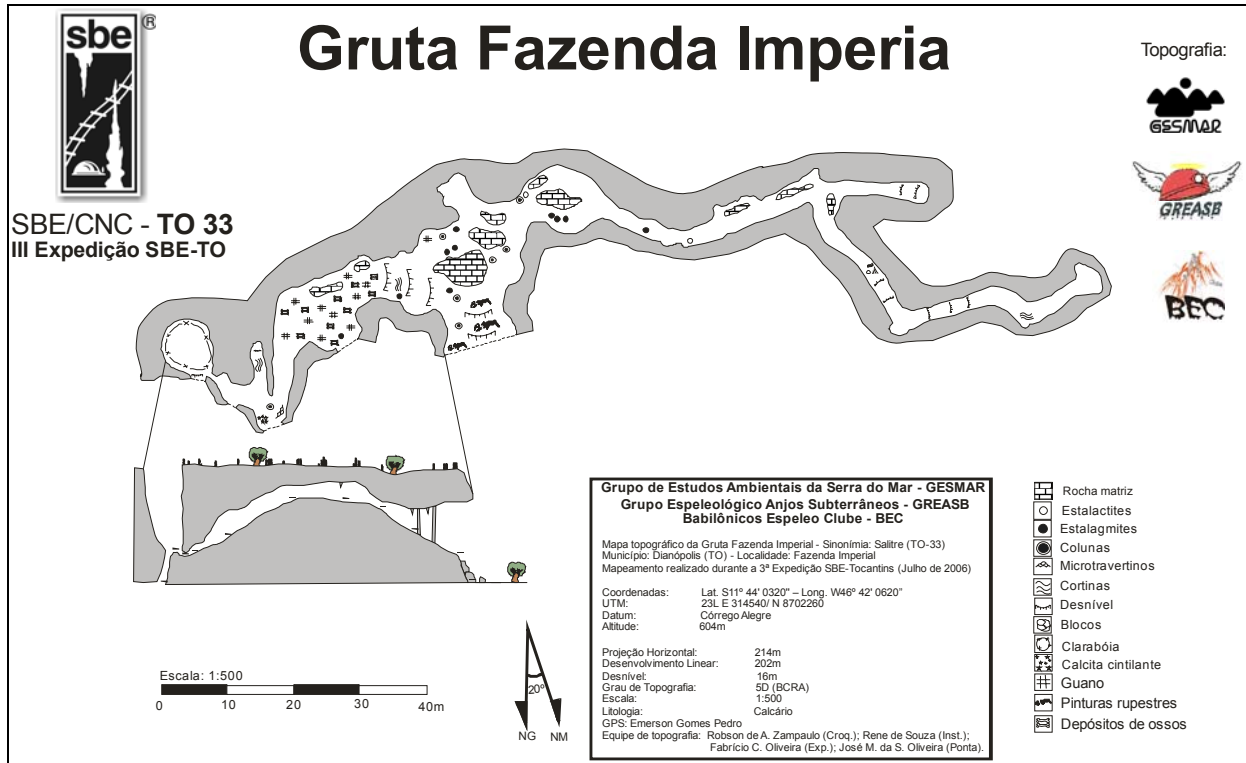 sbe ®
Gruta Fazenda Imperia
SBE/CNC - TO 33
III Expedição SBE-TO
Topografia:
GESMAR
GREASB
BEC
Escala: 1:500
0 10 20 30 40m
20º
NG NM
Grupo de Estudos Ambientais da Serra do Mar - GESMAR
Grupo Espeleológico Anjos Subterrâneos - GREASB
Babilônicos Espeleo Clube - BEC
Mapa topográfico da Gruta Fazenda Imperial - Sinonímia: Salitre (TO-33)
Município: Dianópolis (TO) - Localidade: Fazenda Imperial
Mapeamento realizado durante a 3ª Expedição SBE-Tocantins (Julho de 2006)
Coordenadas: Lat. S11º 44' 0320" – Long. W46º 42' 0620"
UTM: 23L E 314540/ N 8702260
Datum: Córrego Alegre
Altitude: 604m
Projeção Horizontal: 214m
Desenvolvimento Linear: 202m
Desnível: 16m
Grau de Topografia: 5D (BCRA)
Escala: 1:500
Litologia: Calcário
GPS: Emerson Gomes Pedro
Equipe de topografia: Robson de A. Zampaulo (Croq.); Rene de Souza (Inst.);
Fabrício C. Oliveira (Exp.); José M. da S. Oliveira (Ponta).
Rocha matriz
Estalactites
Estalagmites
Colunas
Microtravertinos
Cortinas
Desnível
Blocos
Clarabóia
Calcita cintilante
Guano
Pinturas rupestres
Depósitos de ossos